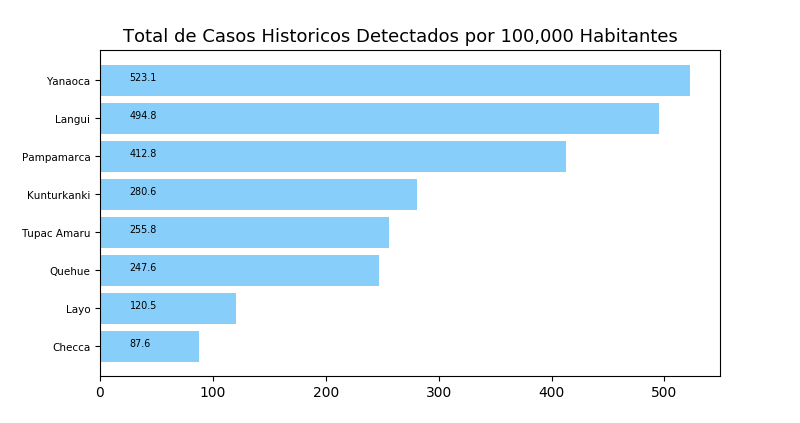 Total de Casos Historicos Detectados por 100,000 Habitantes
Yanaoca 523.1
Langui 494.8
Pampamarca 412.8
Kunturkanki 280.6
Tupac Amaru 255.8
Quehue 247.6
Layo 120.5
Checca 87.6
0 100 200 300 400 500